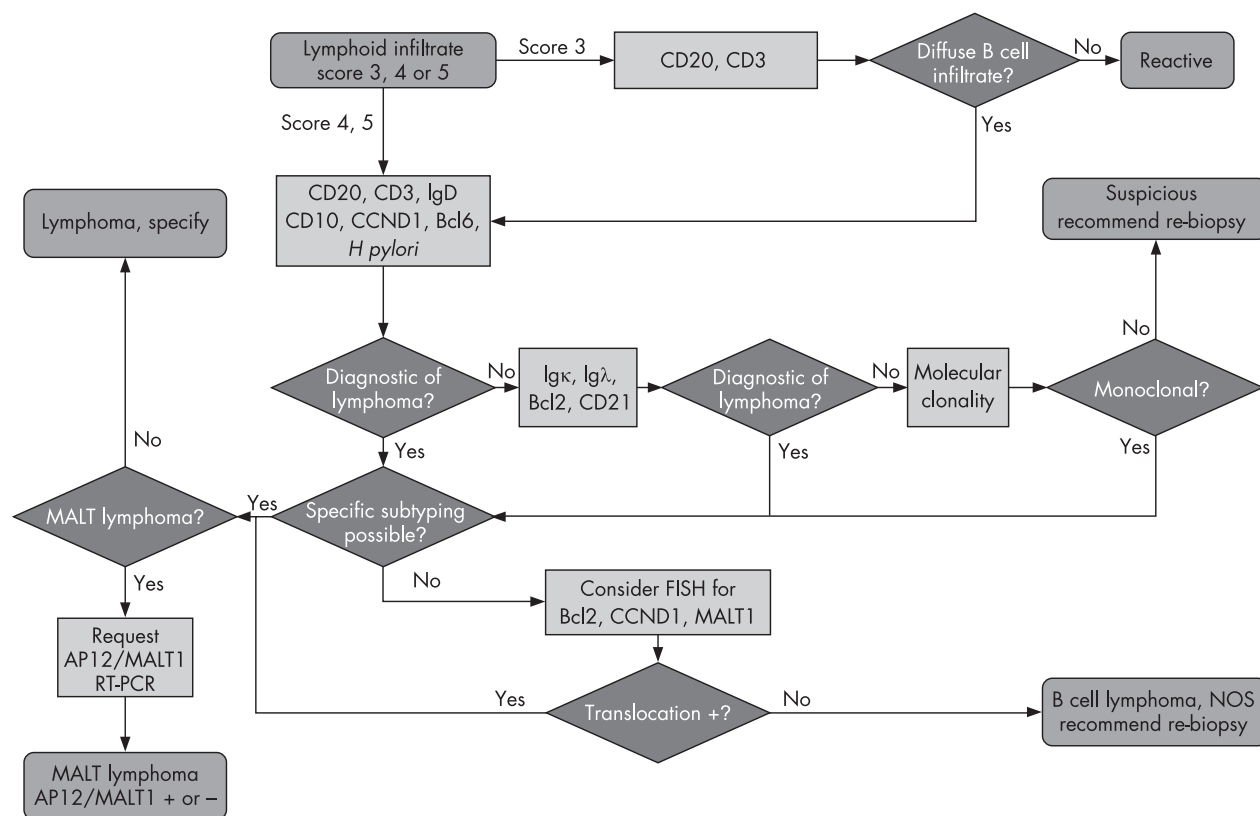 Lymphoid infiltrate
score 3, 4 or 5
Score 3
CD20, CD3
Diffuse B cell
infiltrate?
No
Reactive
Score 4, 5
Yes
CD20, CD3, IgD
CD10, CCND1, Bcl6,
H pylori
Lymphoma, specify
Suspicious
recommend re-biopsy
No
Diagnostic of
lymphoma?
No
Igκ, Igλ,
Bcl2, CD21
Diagnostic of
lymphoma?
No
Molecular
clonality
Monoclonal?
Yes
Yes
Yes
No
MALT lymphoma?
Yes
Specific subtyping
possible?
Yes
No
Consider FISH for
Bcl2, CCND1, MALT1
Request
AP12/MALT1
RT-PCR
Yes
Translocation +?
No
B cell lymphoma, NOS
recommend re-biopsy
MALT lymphoma
AP12/MALT1 + or –